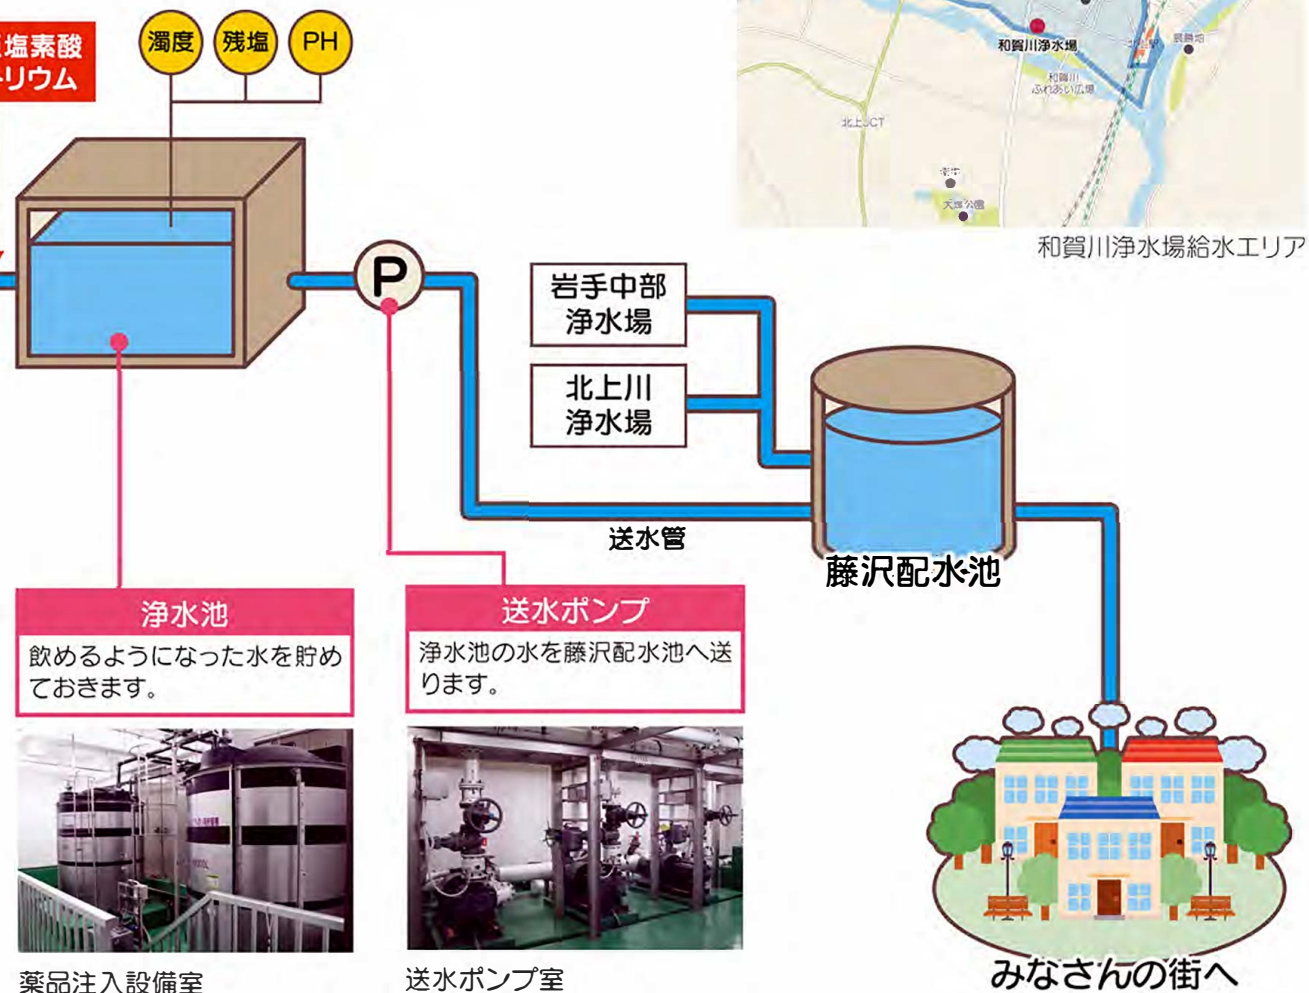 塩素酸
リウム
濁度
残塩
PH
和賀川浄水場
和賀川
ふれあい広場
北上JCT
大堤公園
和賀川浄水場給水エリア
P
岩手中部
浄水場
北上川
浄水場
送水管
藤沢配水池
浄水池
飲めるようになった水を貯め
ておきます。
送水ポンプ
浄水池の水を藤沢配水池へ送
ります。
薬品注入設備室
送水ポンプ室
みなさんの街へ